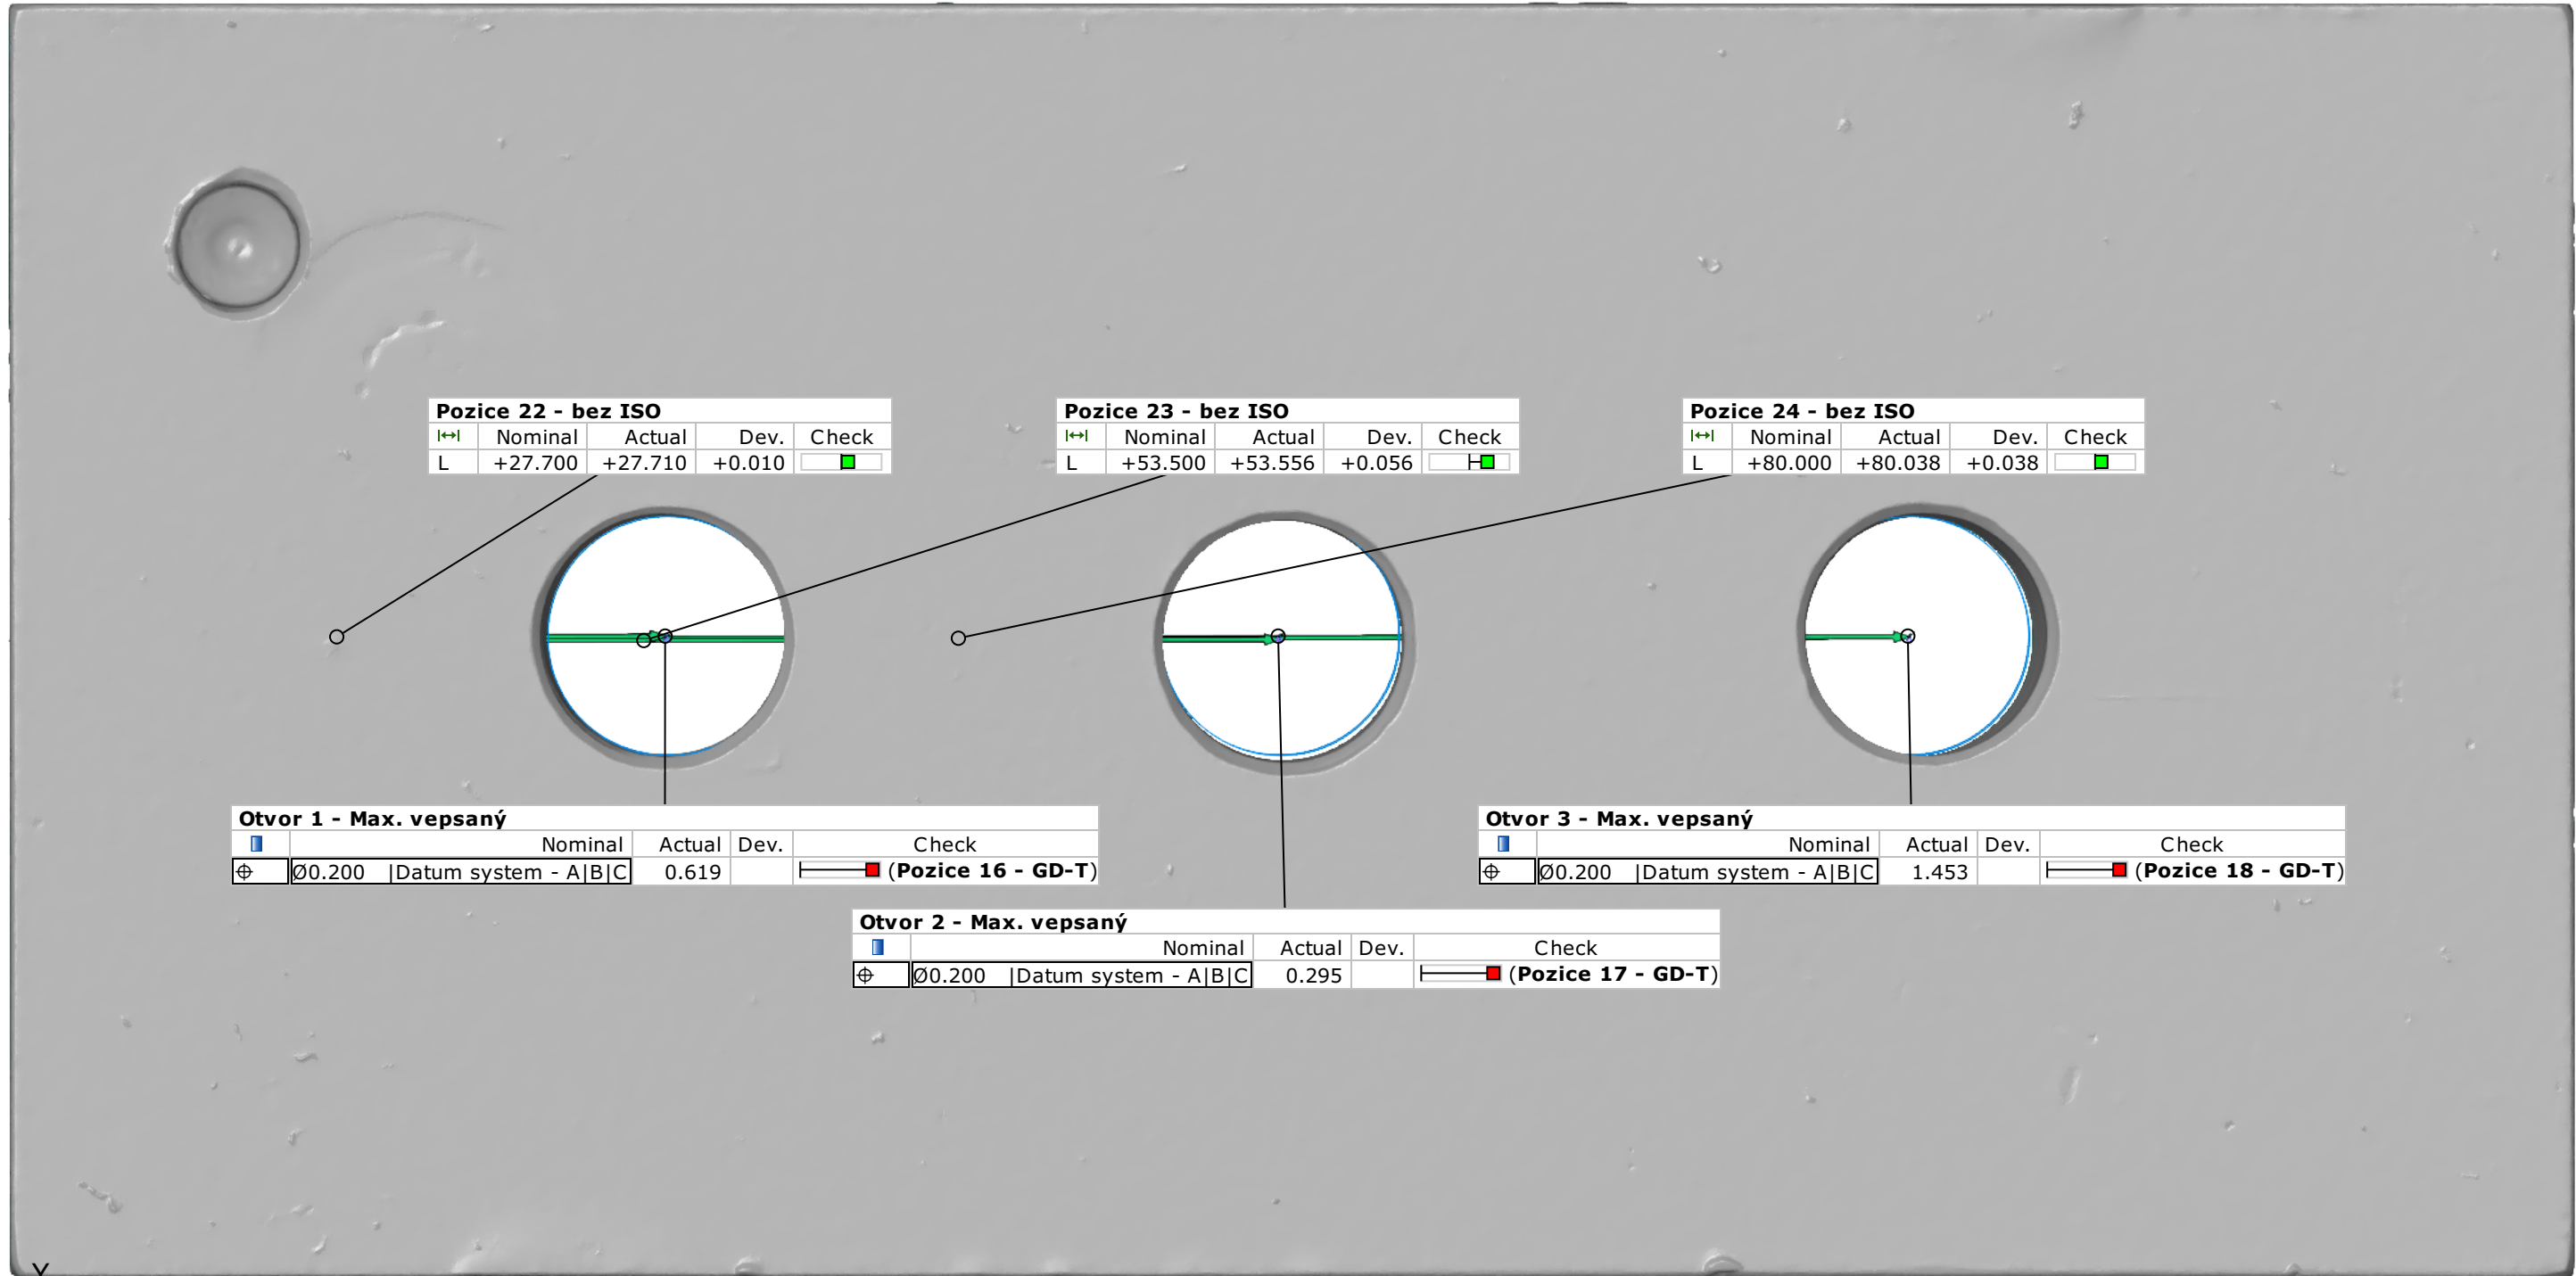 Pozice 22 - bez ISO
Nominal Actual Dev. Check
L +27.700 +27.710 +0.010
Pozice 23 - bez ISO
Nominal Actual Dev. Check
L +53.500 +53.556 +0.056
Pozice 24 - bez ISO
Nominal Actual Dev. Check
L +80.000 +80.038 +0.038
Otvor 1 - Max. vepsaný
Nominal Actual Dev. Check
⌖ Ø0.200 |Datum system - A|B|C 0.619 (Pozice 16 - GD-T)
Otvor 3 - Max. vepsaný
Nominal Actual Dev. Check
⌖ Ø0.200 |Datum system - A|B|C 1.453 (Pozice 18 - GD-T)
Otvor 2 - Max. vepsaný
Nominal Actual Dev. Check
⌖ Ø0.200 |Datum system - A|B|C 0.295 (Pozice 17 - GD-T)